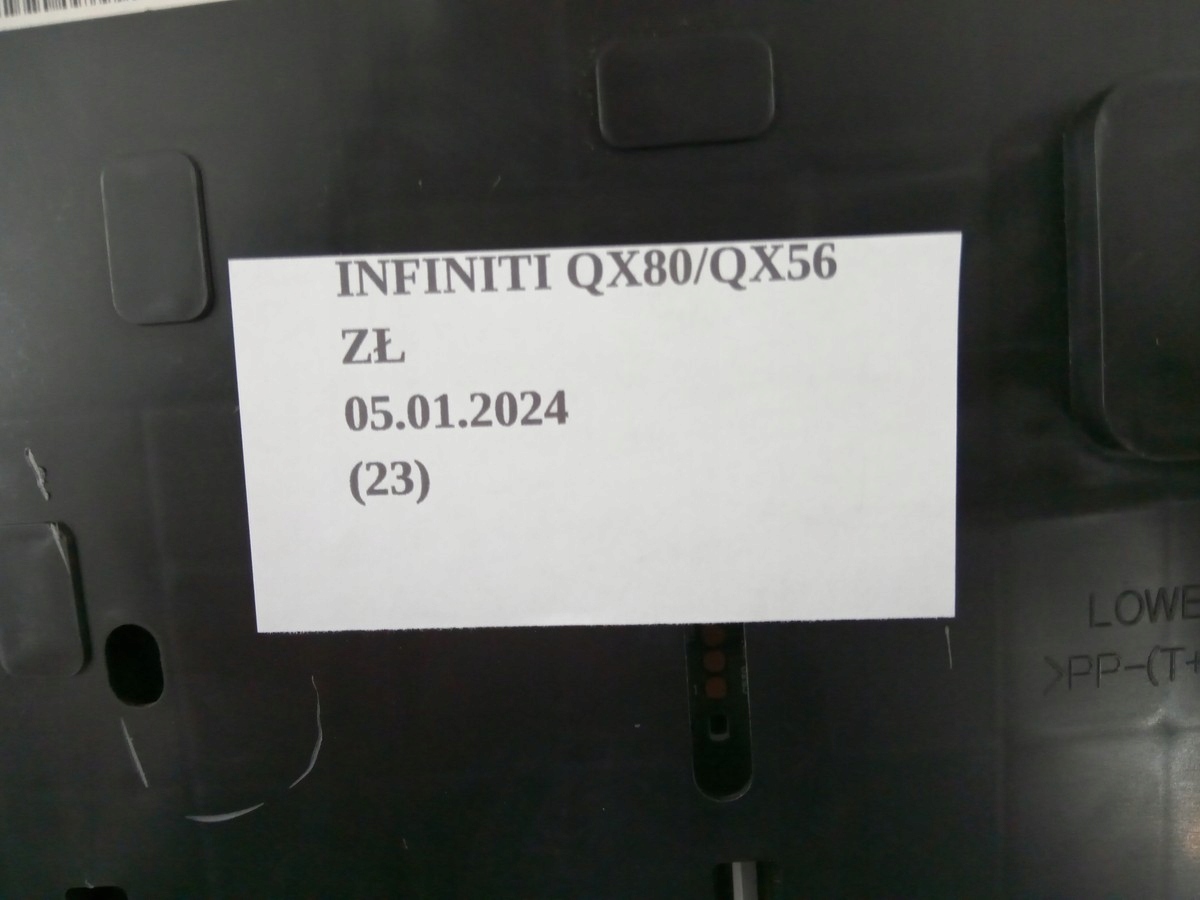 INFINITI QX80/QX56
ZŁ
05.01.2024
(23)
LOWE
>PP-(T+